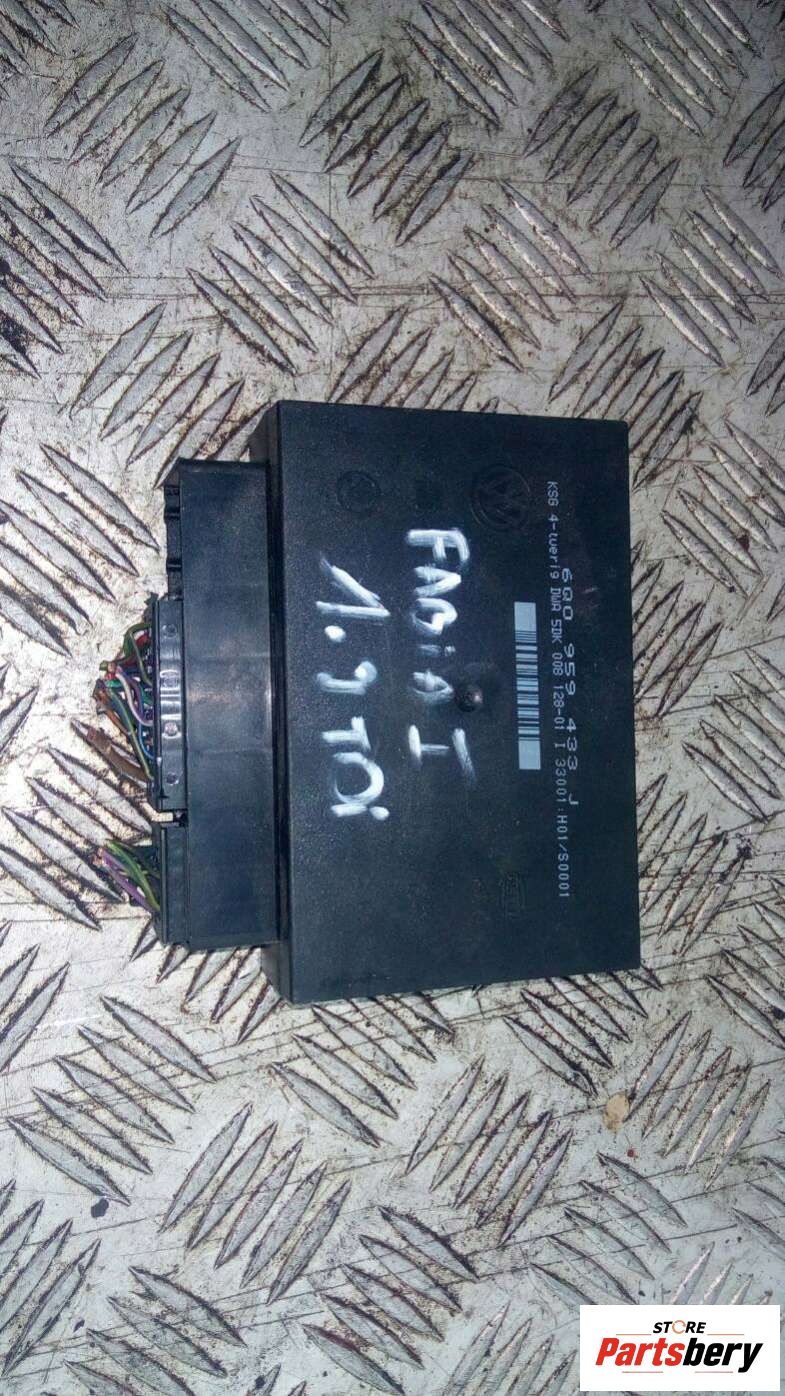 6Q0 959 433 J
KSG 4-tuerig DWA 5DK 008 128-01 I 33001:H01/S0001
FABiA I
1.9 TDi
STORE
Partsbery